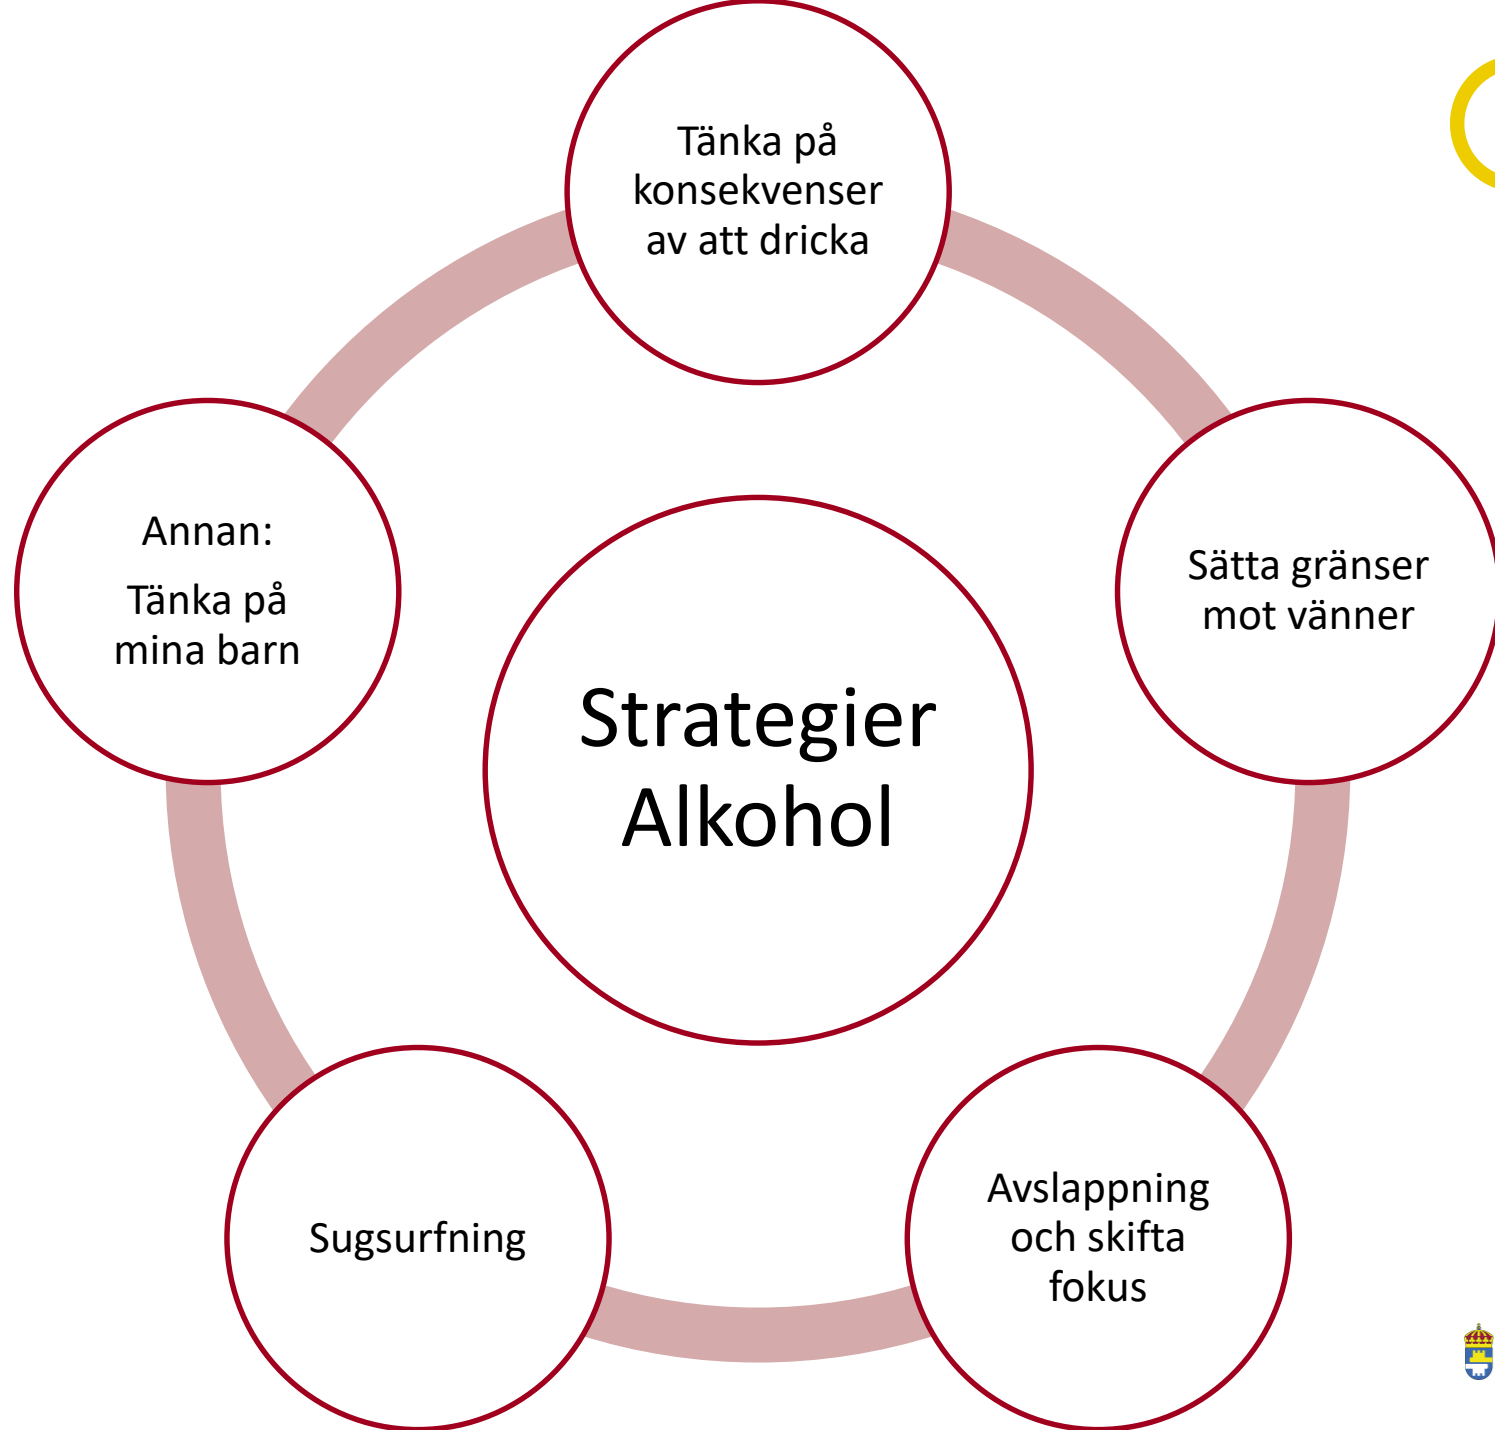 Tänka på
konsekvenser
av att dricka
Sätta gränser
mot vänner
Avslappning
och skifta
fokus
Sugsurfning
Annan:
Tänka på
mina barn
Strategier
Alkohol